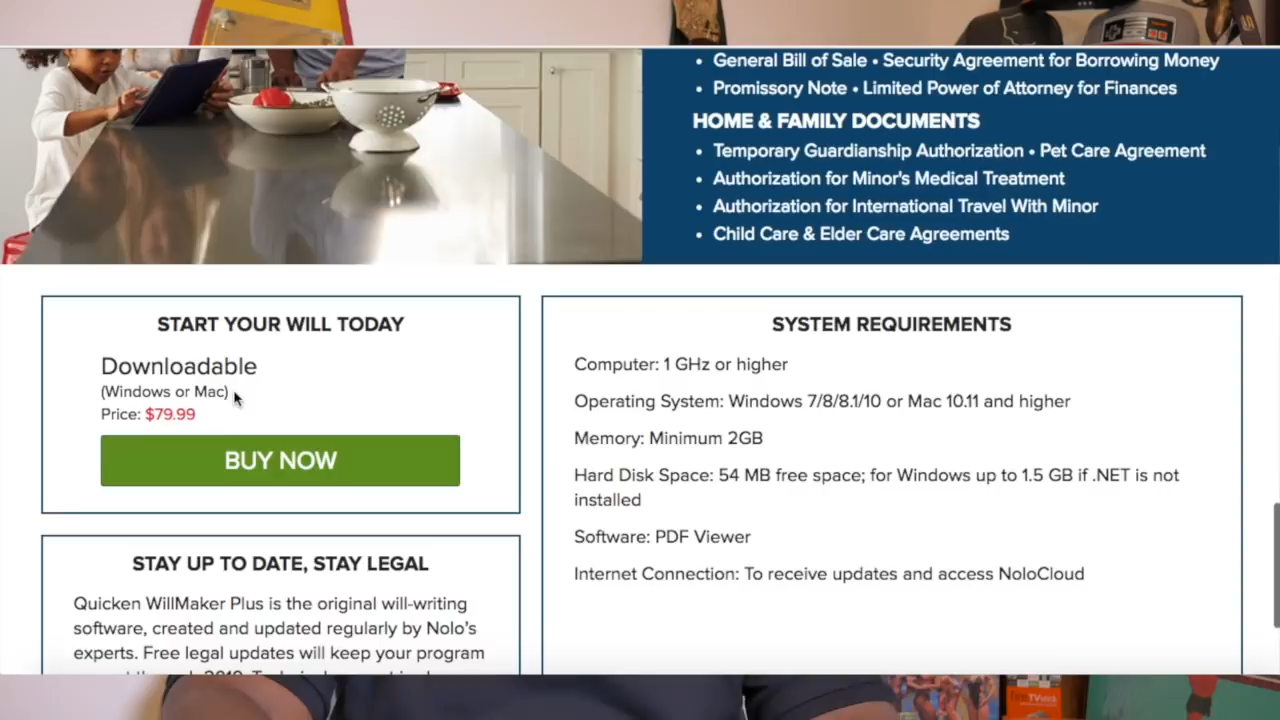 • General Bill of Sale • Security Agreement for Borrowing Money
• Promissory Note • Limited Power of Attorney for Finances
HOME & FAMILY DOCUMENTS
• Temporary Guardianship Authorization • Pet Care Agreement
• Authorization for Minor's Medical Treatment
• Authorization for International Travel With Minor
• Child Care & Elder Care Agreements
START YOUR WILL TODAY
Downloadable
(Windows or Mac)
Price: $79.99
BUY NOW
STAY UP TO DATE, STAY LEGAL
Quicken WillMaker Plus is the original will-writing
software, created and updated regularly by Nolo's
experts. Free legal updates will keep your program
SYSTEM REQUIREMENTS
Computer: 1 GHz or higher
Operating System: Windows 7/8/8.1/10 or Mac 10.11 and higher
Memory: Minimum 2GB
Hard Disk Space: 54 MB free space; for Windows up to 1.5 GB if .NET is not
installed
Software: PDF Viewer
Internet Connection: To receive updates and access NoloCloud